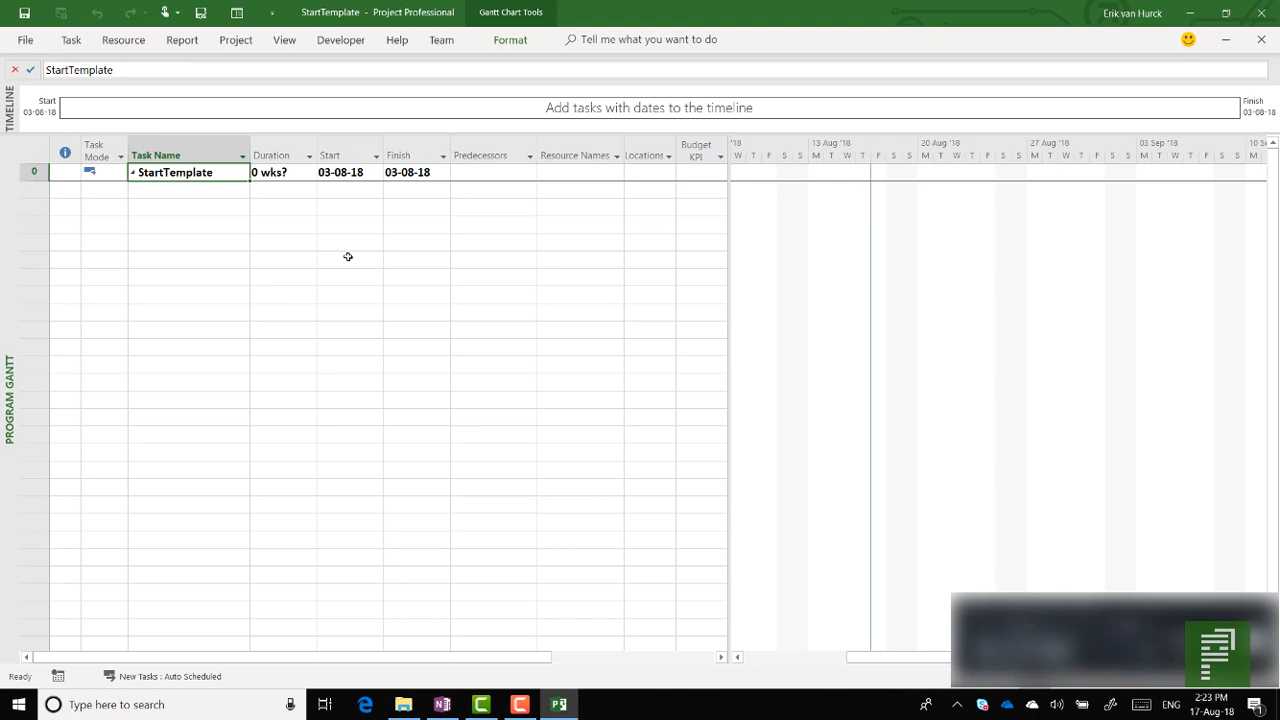 StartTemplate - Project Professional
Gantt Chart Tools
Erik van Hurck
File Task Resource Report Project View Developer Help Team Format Tell me what you want to do
StartTemplate
TIMELINE
Start
03-08-18
Add tasks with dates to the timeline
Finish
03-08-18
Task Mode Task Name Duration Start Finish Predecessors Resource Names Locations Budget KPI
'18 13 Aug '18 20 Aug '18 27 Aug '18 03 Sep '18 10 Se
W T F S S M T W T F S S M T W T F S S M T W T F S S M T W T F S S M
0 StartTemplate 0 wks? 03-08-18 03-08-18
PROGRAM GANTT
Ready New Tasks : Auto Scheduled
Type here to search
ENG
2:23 PM
17-Aug-18